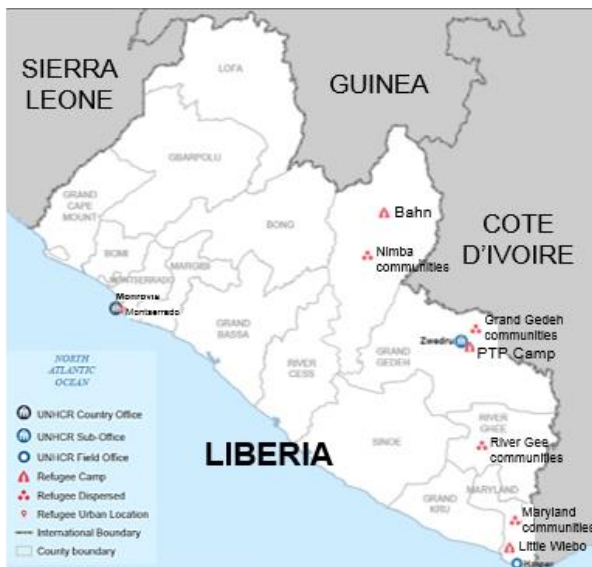 SIERRA
LEONE
GUINEA
LOFA
GBARPOLU
GRAND
CAPE
MOUNT
BONG
Bahn
Nimba
communities
COTE
D'IVOIRE
BOMI
MONTSERRADO
MARGIBI
Monrovia
Montserrado
GRAND
BASSA
RIVER
CESS
GRAND
GEDEH
Grand Gedeh
communities
Zwedru
PTP Camp
NORTH
ATLANTIC
OCEAN
UNHCR Country Office
UNHCR Sub-Office
UNHCR Field Office
Refugee Camp
Refugee Dispersed
Refugee Urban Location
International Boundary
County boundary
LIBERIA
SINOE
RIVER
GHEE
River Gee
communities
GRAND
KRU
MARYLAND
Maryland
communities
Little Wlebo